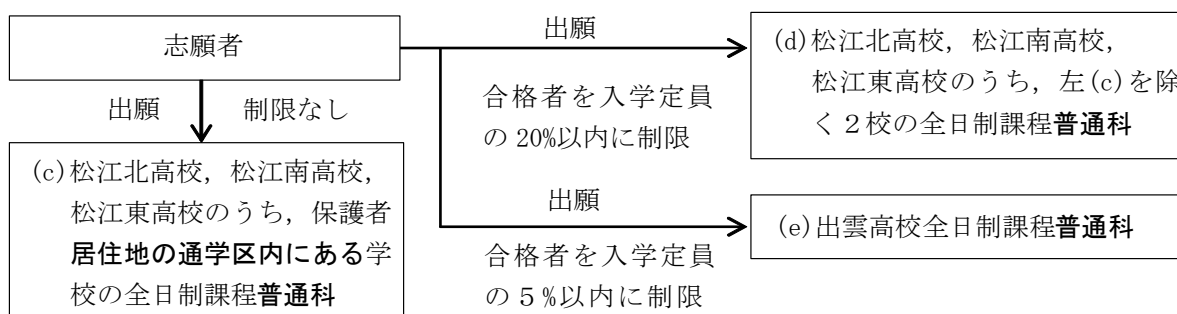 志願者
出願
制限なし
(c)松江北高校，松江南高校，
松江東高校のうち，保護者
居住地の通学区内にある学
校の全日制課程普通科
出願
合格者を入学定員
の 20%以内に制限
(d)松江北高校，松江南高校，
松江東高校のうち，左(c)を除
く２校の全日制課程普通科
出願
合格者を入学定員
の５%以内に制限
(e)出雲高校全日制課程普通科